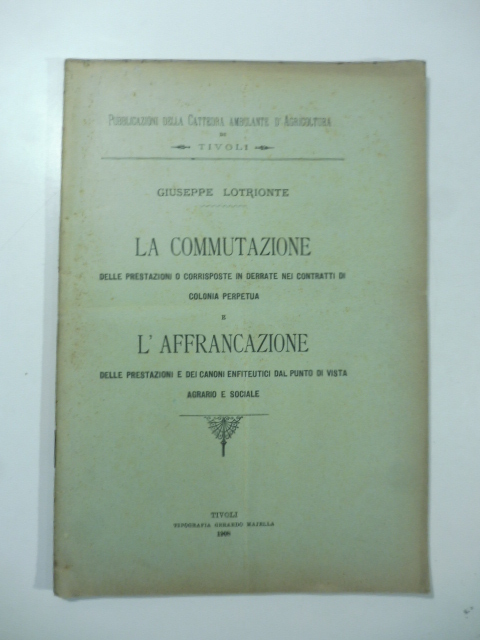 PUBBLICAZIONI DELLA CATTEDRA AMBULANTE D'AGRICOLTURA
DI
TIVOLI
GIUSEPPE LOTRIONTE
LA COMMUTAZIONE
DELLE PRESTAZIONI O CORRISPOSTE IN DERRATE NEI CONTRATTI DI
COLONIA PERPETUA
E
L'AFFRANCAZIONE
DELLE PRESTAZIONI E DEI CANONI ENFITEUTICI DAL PUNTO DI VISTA
AGRARIO E SOCIALE
TIVOLI
TIPOGRAFIA GERARDO MAJELLA